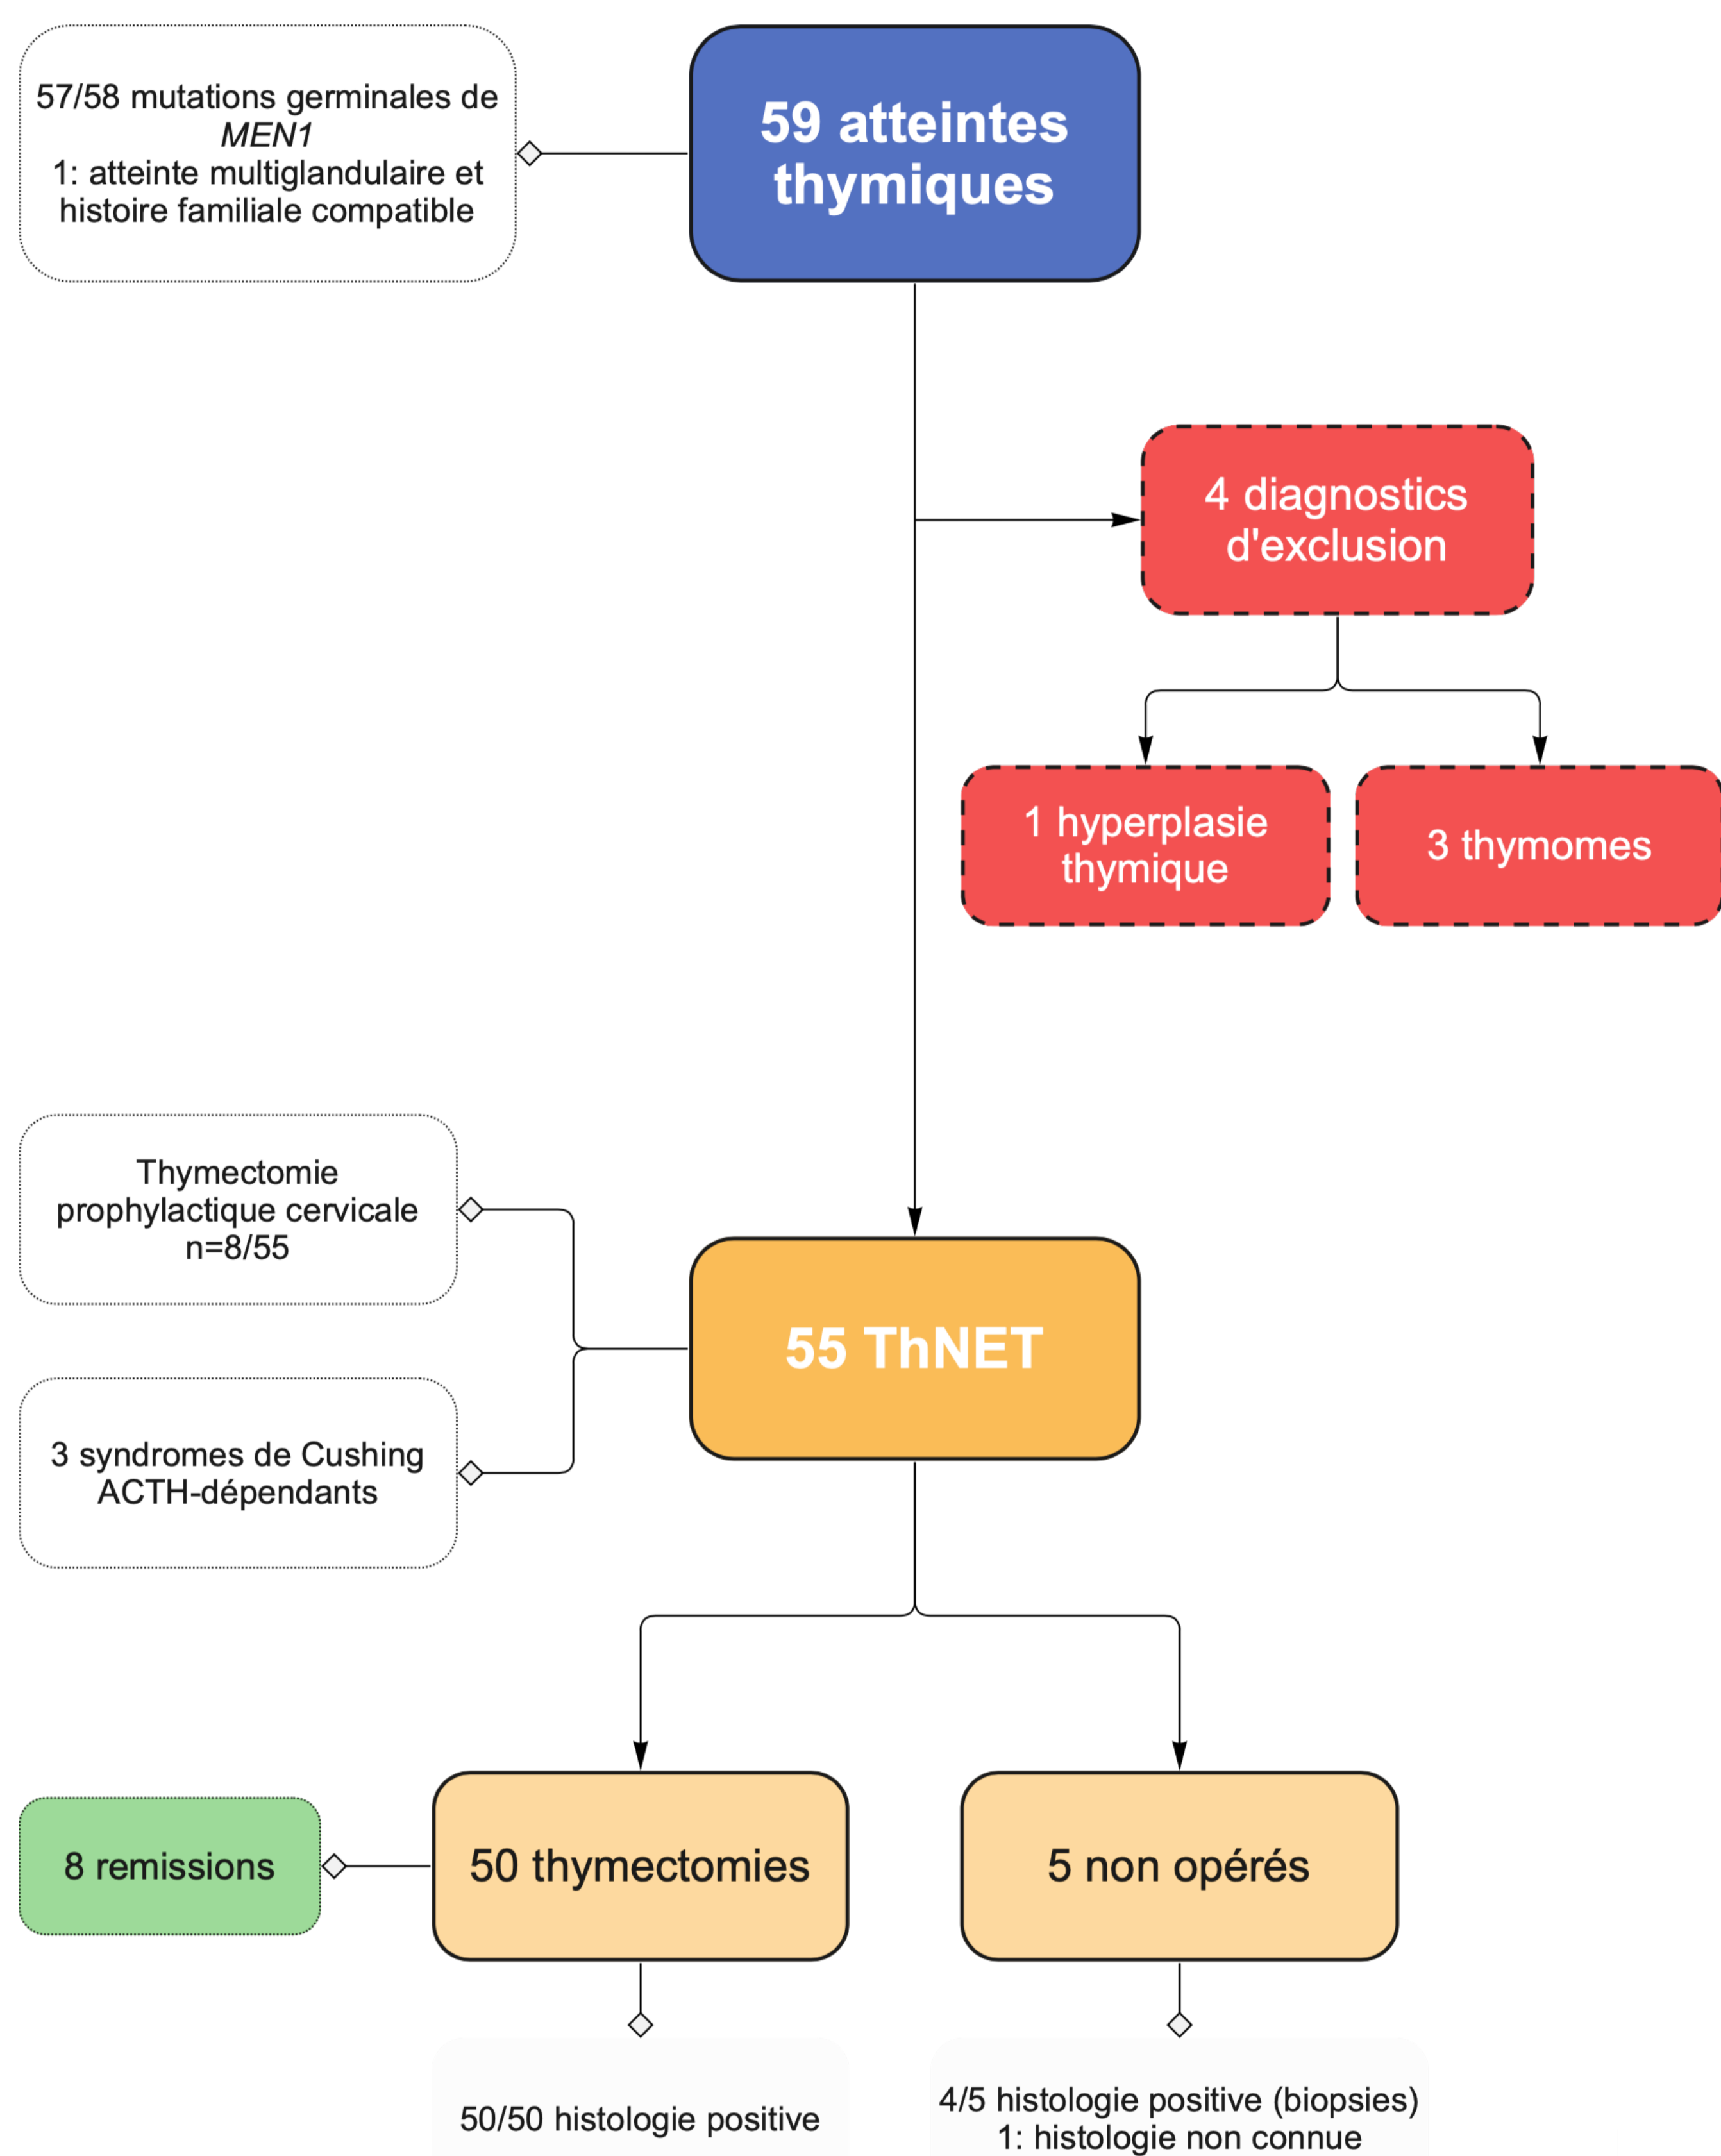 57/58 mutations germinales de
MEN1
1: atteinte multiglandulaire et
histoire familiale compatible
59 atteintes
thymiques
4 diagnostics
d'exclusion
1 hyperplasie
thymique
3 thymomes
Thymectomie
prophylactique cervicale
n=8/55
55 ThNET
3 syndromes de Cushing
ACTH-dépendants
8 remissions
50 thymectomies
5 non opérés
50/50 histologie positive
4/5 histologie positive (biopsies)
1: histologie non connue